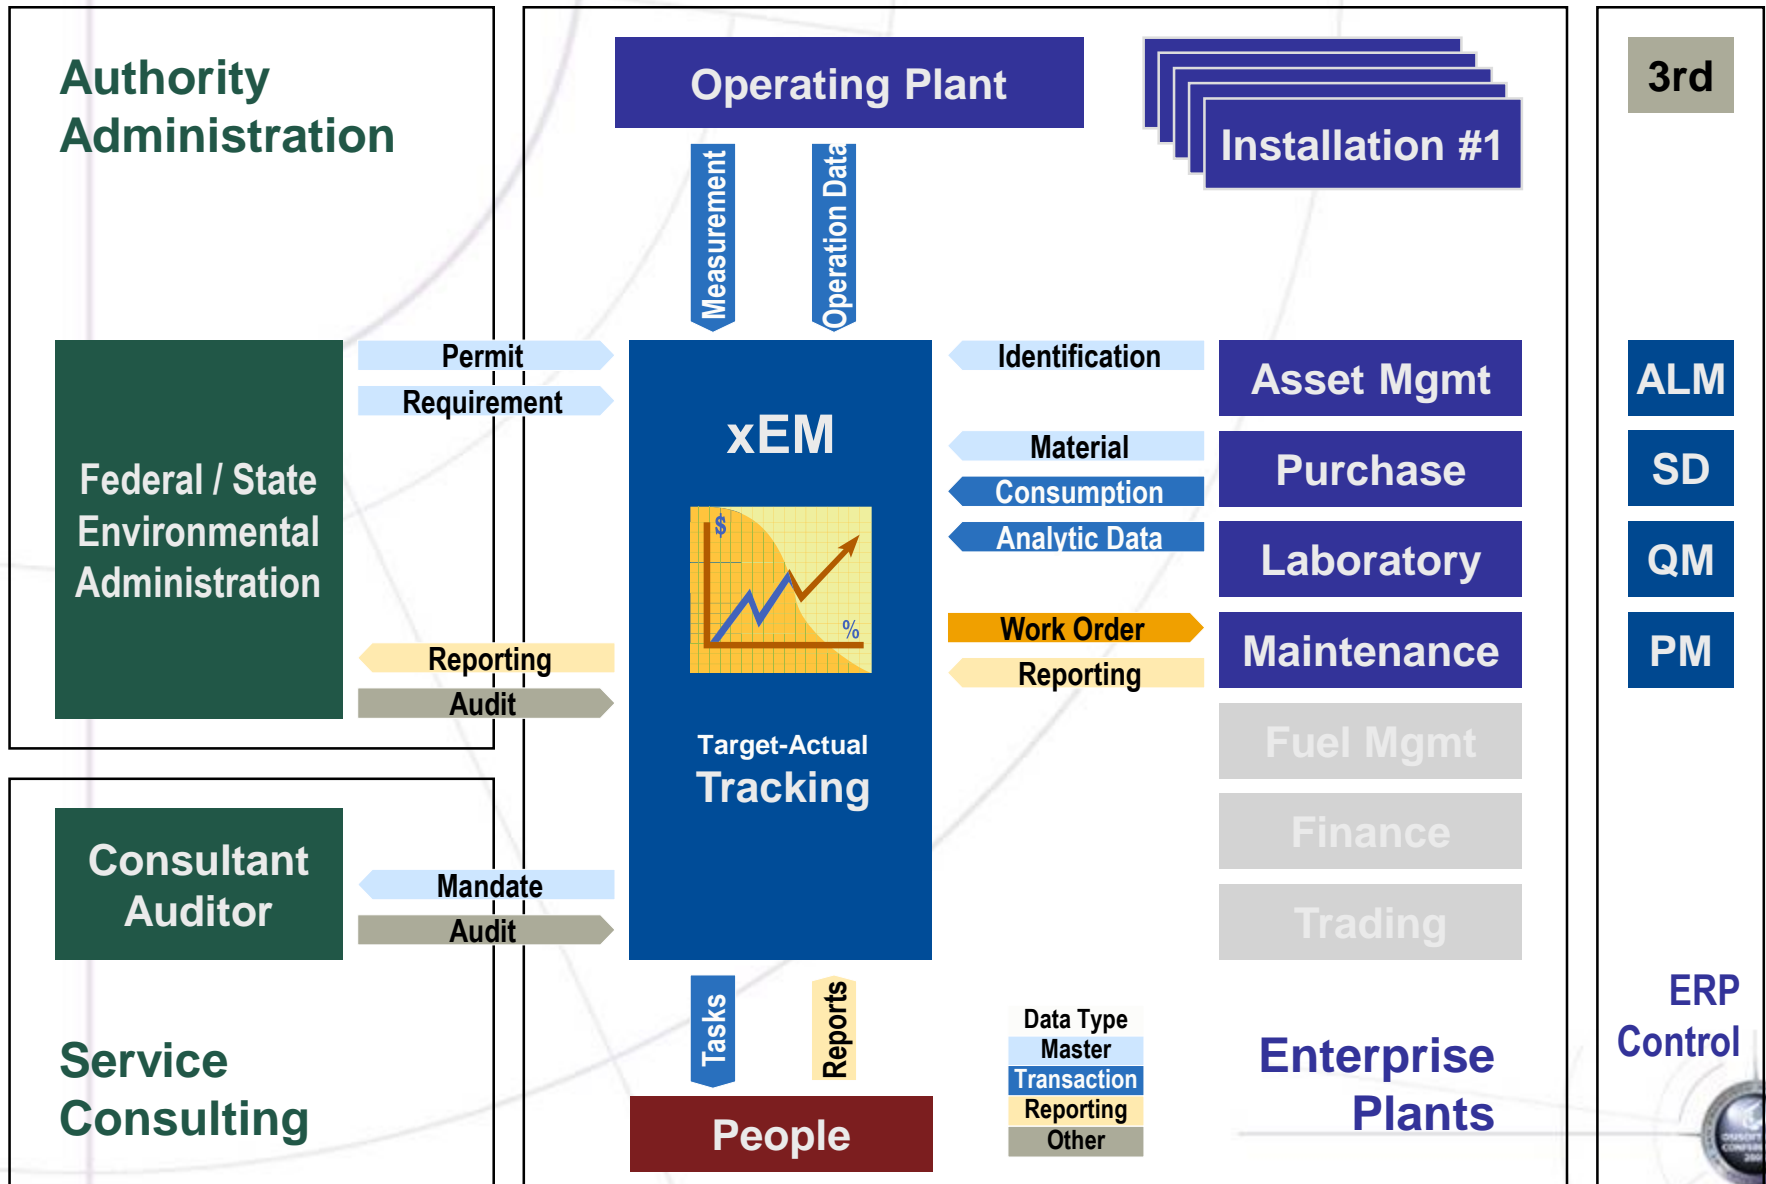 Authority
Administration
Operating Plant
Installation #1
3rd
Measurement
Operation Data
Federal / State
Environmental
Administration
Permit
Requirement
Reporting
Audit
xEM
$
%
Target-Actual
Tracking
Identification
Material
Consumption
Analytic Data
Work Order
Reporting
Asset Mgmt
Purchase
Laboratory
Maintenance
Fuel Mgmt
Finance
Trading
ALM
SD
QM
PM
Consultant
Auditor
Mandate
Audit
Tasks
Reports
People
Data Type
Master
Transaction
Reporting
Other
Service
Consulting
Enterprise
Plants
ERP
Control